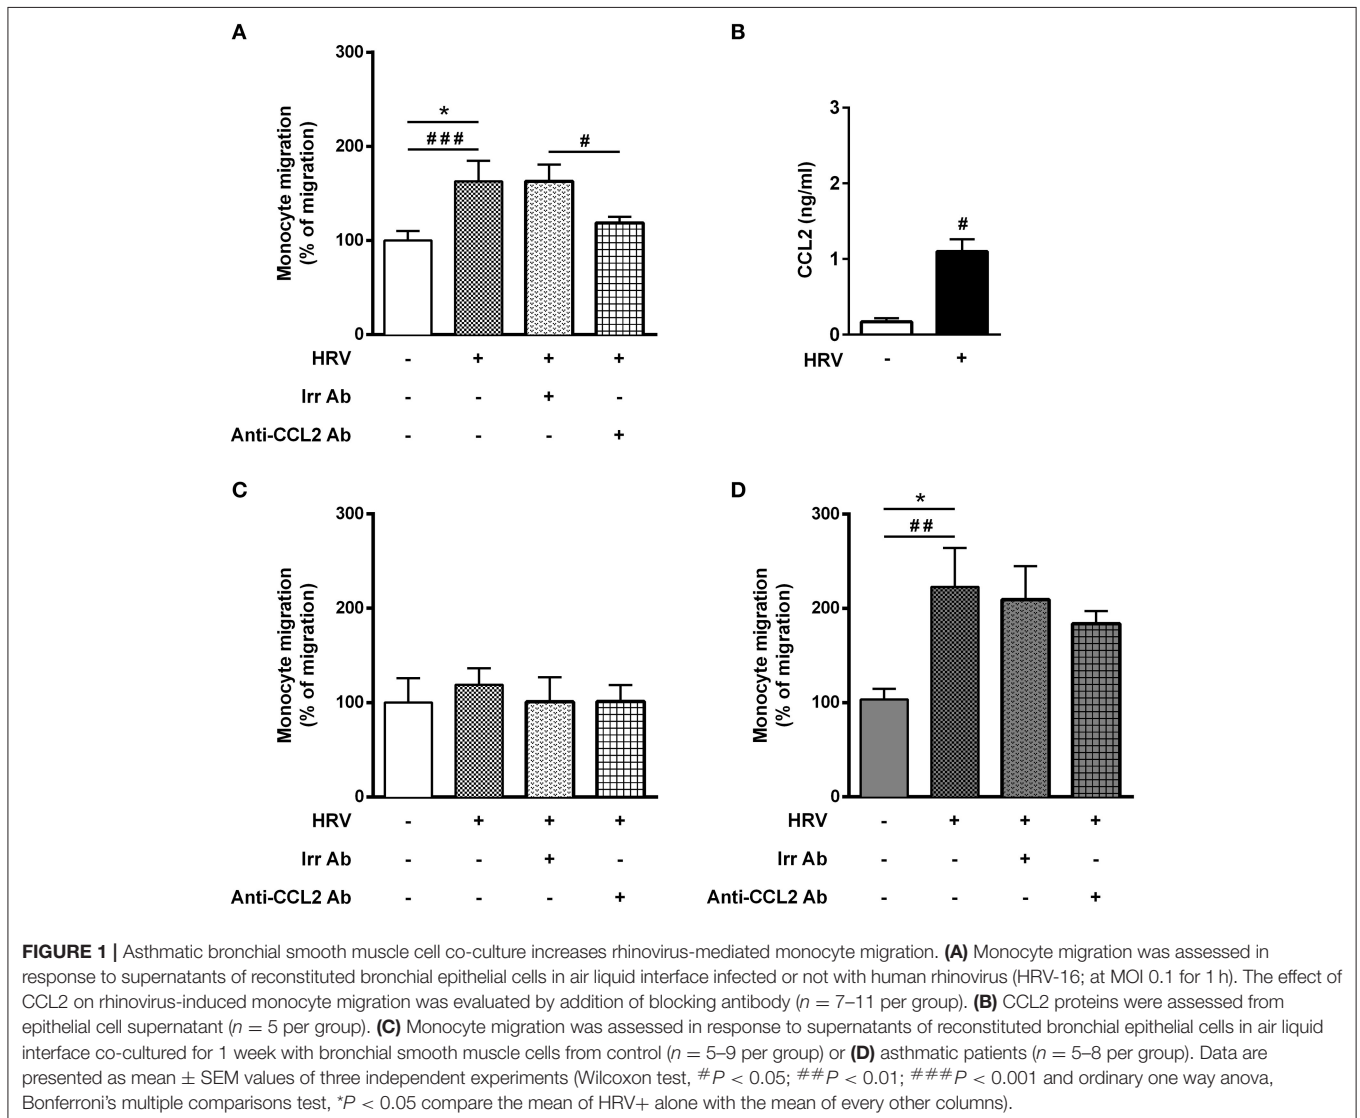 A
300
200
100
0
Monocyte migration
(% of migration)
*
###
#
HRV - + + +
Irr Ab - - + -
Anti-CCL2 Ab - - - +
B
3
2
1
0
CCL2 (ng/ml)
#
HRV - +
C
300
200
100
0
Monocyte migration
(% of migration)
HRV - + + +
Irr Ab - - + -
Anti-CCL2 Ab - - - +
D
300
200
100
0
Monocyte migration
(% of migration)
*
##
HRV - + + +
Irr Ab - - + -
Anti-CCL2 Ab - - - +
FIGURE 1 | Asthmatic bronchial smooth muscle cell co-culture increases rhinovirus-mediated monocyte migration. (A) Monocyte migration was assessed in
response to supernatants of reconstituted bronchial epithelial cells in air liquid interface infected or not with human rhinovirus (HRV-16; at MOI 0.1 for 1 h). The effect of
CCL2 on rhinovirus-induced monocyte migration was evaluated by addition of blocking antibody (n = 7–11 per group). (B) CCL2 proteins were assessed from
epithelial cell supernatant (n = 5 per group). (C) Monocyte migration was assessed in response to supernatants of reconstituted bronchial epithelial cells in air liquid
interface co-cultured for 1 week with bronchial smooth muscle cells from control (n = 5–9 per group) or (D) asthmatic patients (n = 5–8 per group). Data are
presented as mean ± SEM values of three independent experiments (Wilcoxon test, #P < 0.05; ##P < 0.01; ###P < 0.001 and ordinary one way anova,
Bonferroni's multiple comparisons test, *P < 0.05 compare the mean of HRV+ alone with the mean of every other columns).